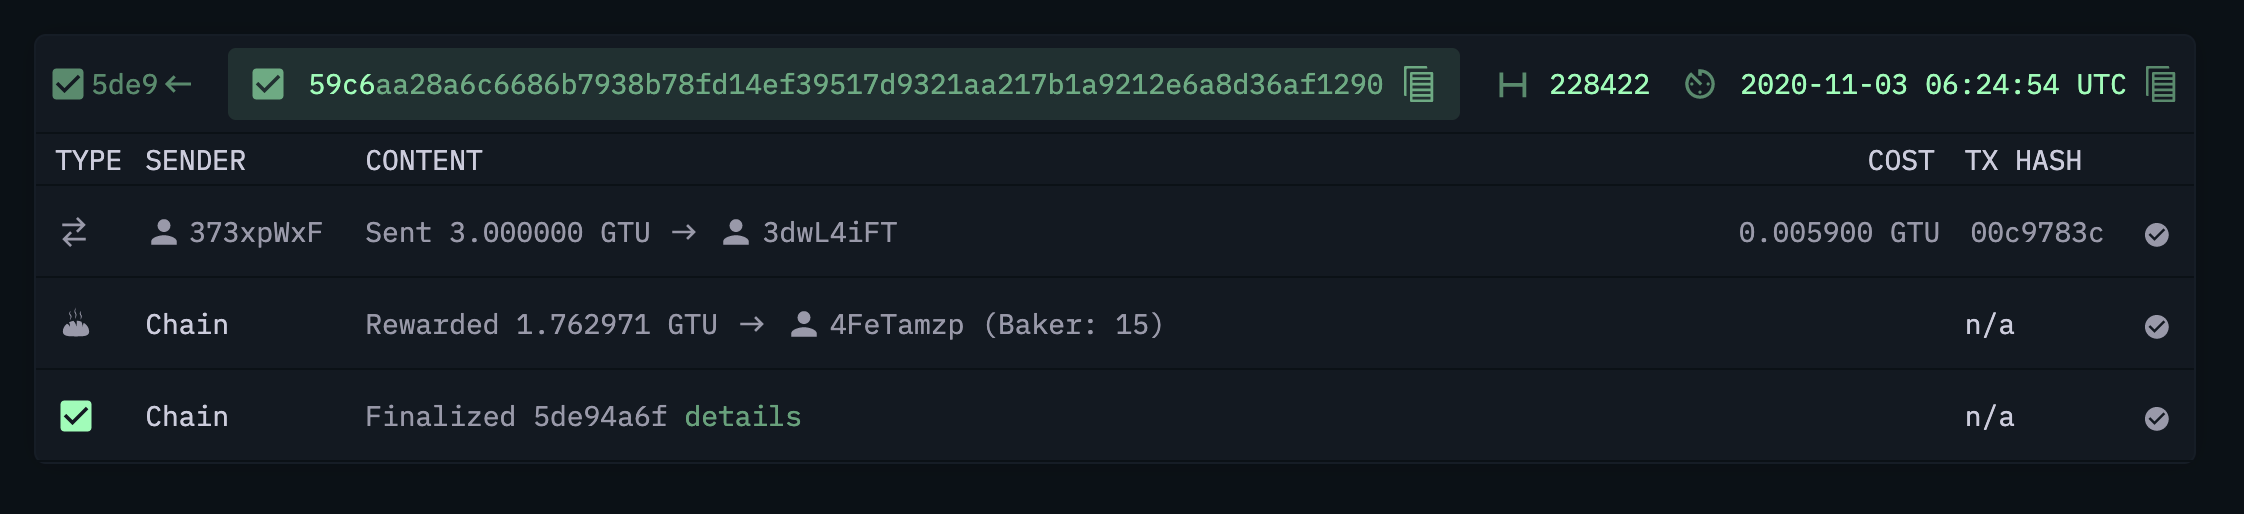 5de9← 59c6aa28a6c6686b7938b78fd14ef39517d9321aa217b1a9212e6a8d36af1290 228422 2020-11-03 06:24:54 UTC
TYPE SENDER CONTENT COST TX HASH
373xpWxF Sent 3.000000 GTU → 3dwL4iFT 0.005900 GTU 00c9783c
Chain Rewarded 1.762971 GTU → 4FeTamzp (Baker: 15) n/a
Chain Finalized 5de94a6f details n/a